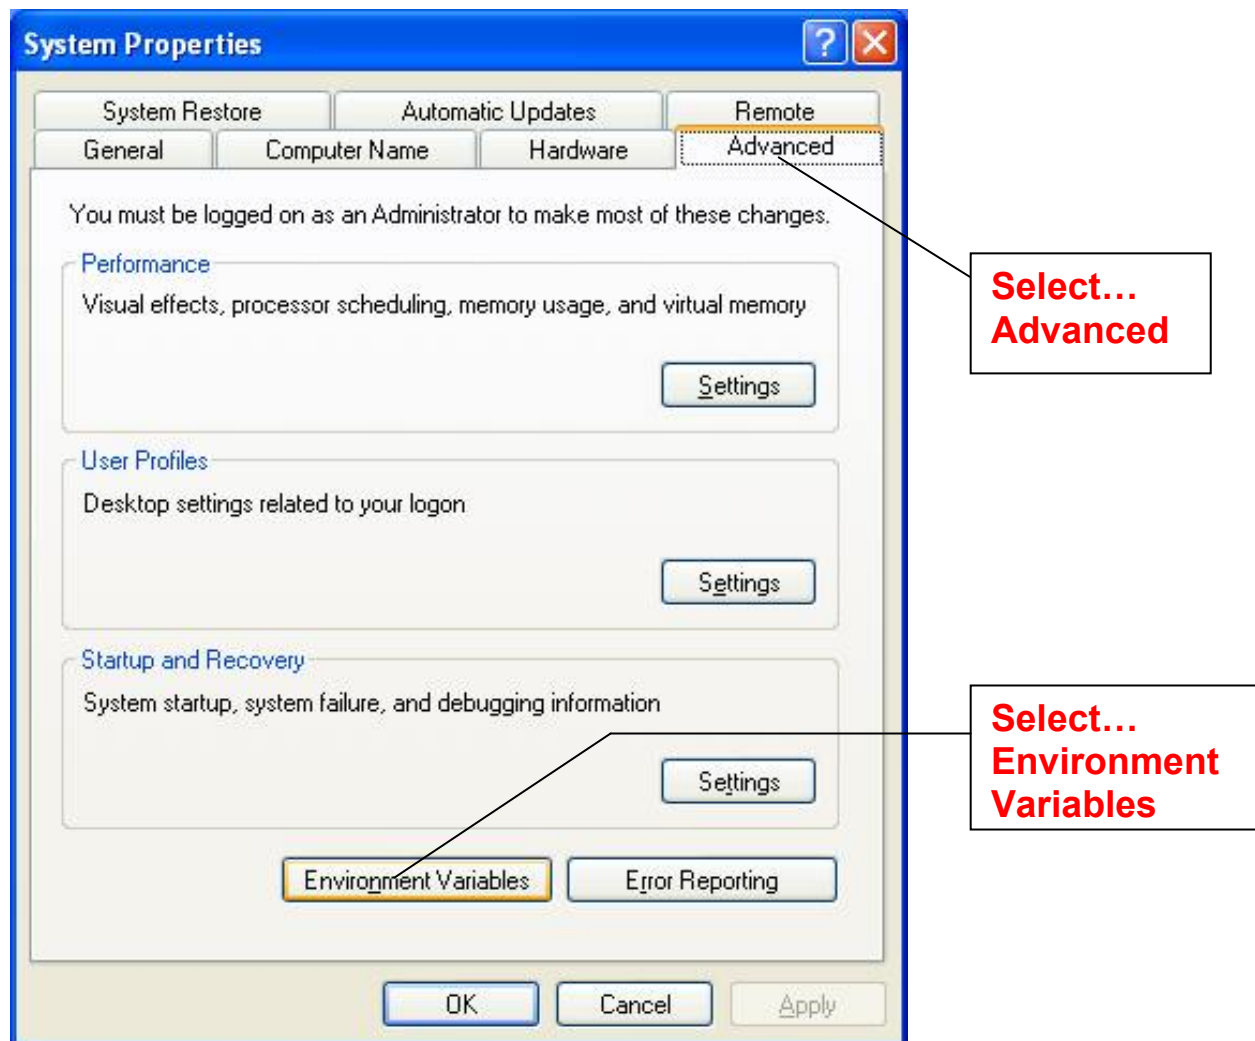 System Properties
System Restore Automatic Updates Remote
General Computer Name Hardware Advanced
You must be logged on as an Administrator to make most of these changes.
Performance
Visual effects, processor scheduling, memory usage, and virtual memory
Settings
User Profiles
Desktop settings related to your logon
Settings
Startup and Recovery
System startup, system failure, and debugging information
Settings
Environment Variables Error Reporting
OK Cancel Apply
Select…
Advanced
Select…
Environment
Variables